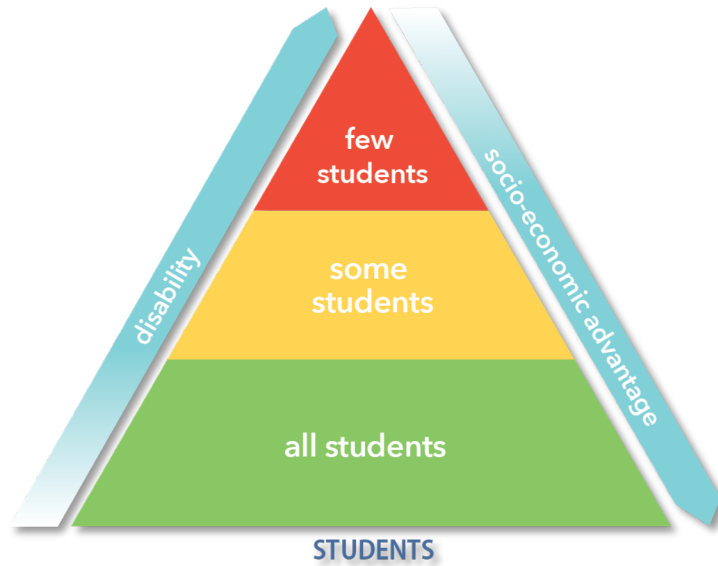 few
students
some
students
all students
disability
socio-economic advantage
STUDENTS